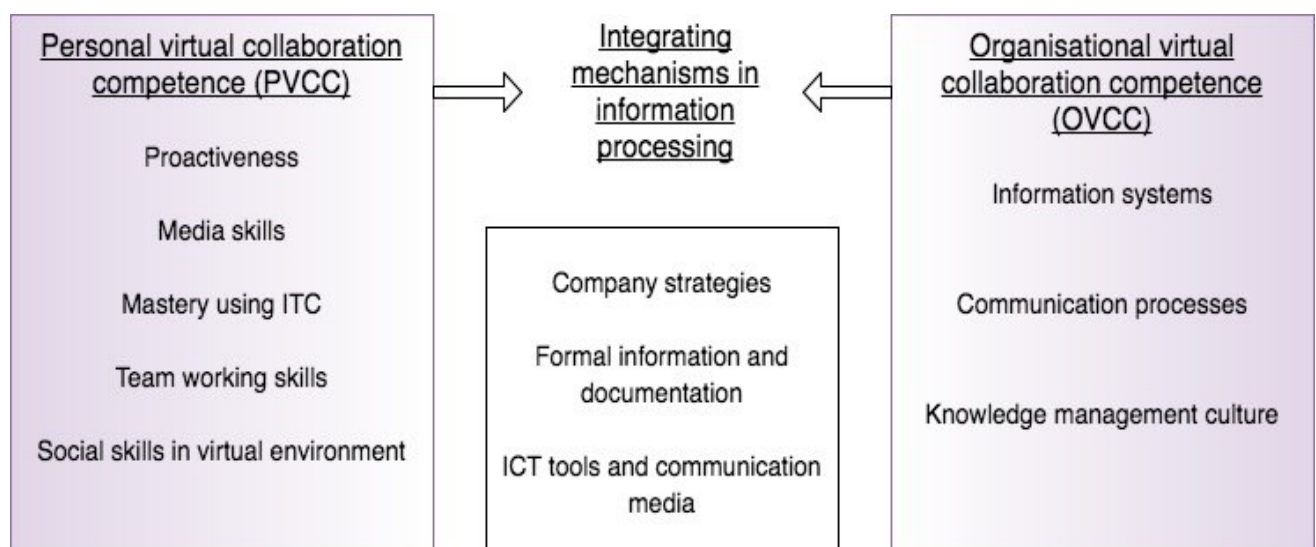 Personal virtual collaboration
competence (PVCC)
Proactiveness
Media skills
Mastery using ITC
Team working skills
Social skills in virtual environment
Integrating
mechanisms in
information
processing
Company strategies
Formal information and
documentation
ICT tools and communication
media
Organisational virtual
collaboration competence
(OVCC)
Information systems
Communication processes
Knowledge management culture